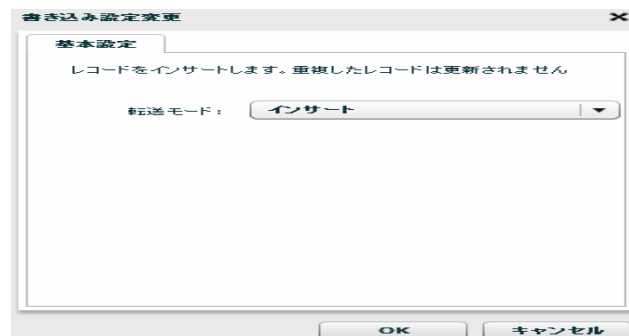 書き込み設定変更
基本設定
レコードをインサートします。重複したレコードは更新されません
転送モード： インサート
OK キャンセル